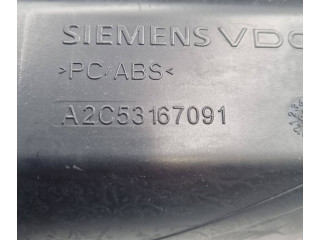 SIEMENS VDO
>PC/ABS<
A2C53167091